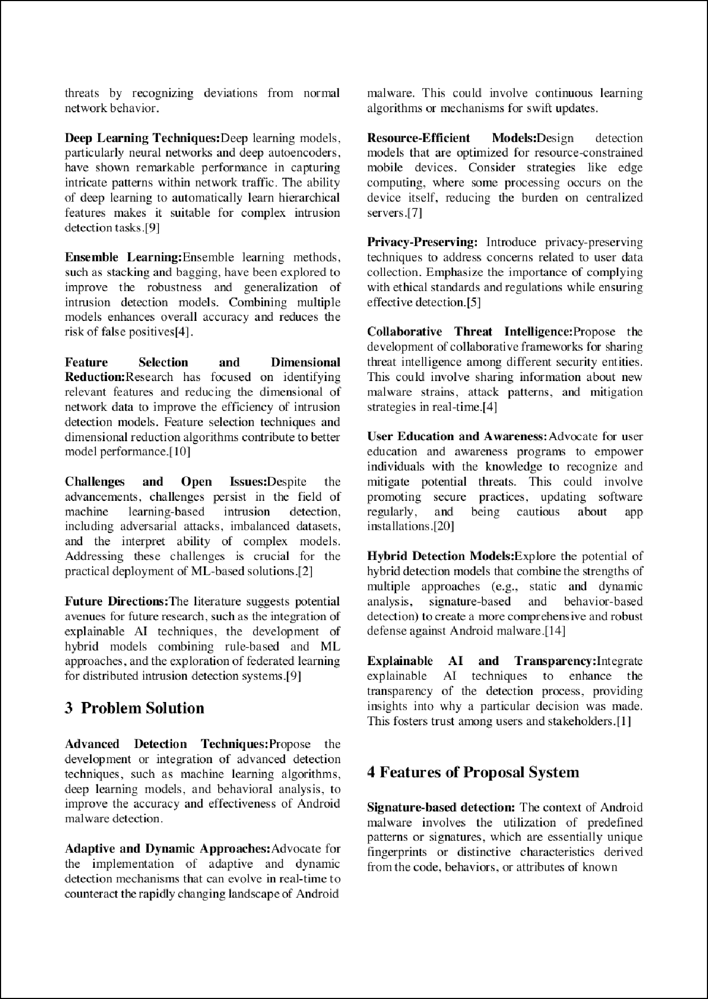 threats by recognizing deviations from normal
network behavior.
Deep Learning Techniques:Deep learning models,
particularly neural networks and deep autoencoders,
have shown remarkable performance in capturing
intricate patterns within network traffic. The ability
of deep learning to automatically learn hierarchical
features makes it suitable for complex intrusion
detection tasks.[9]
Ensemble Learning:Ensemble learning methods,
such as stacking and bagging, have been explored to
improve the robustness and generalization of
intrusion detection models. Combining multiple
models enhances overall accuracy and reduces the
risk of false positives[4].
Feature Selection and Dimensional
Reduction:Research has focused on identifying
relevant features and reducing the dimensional of
network data to improve the efficiency of intrusion
detection models. Feature selection techniques and
dimensional reduction algorithms contribute to better
model performance.[10]
Challenges and Open Issues:Despite the
advancements, challenges persist in the field of
machine learning-based intrusion detection,
including adversarial attacks, imbalanced datasets,
and the interpret ability of complex models.
Addressing these challenges is crucial for the
practical deployment of ML-based solutions.[2]
Future Directions:The literature suggests potential
avenues for future research, such as the integration of
explainable AI techniques, the development of
hybrid models combining rule-based and ML
approaches, and the exploration of federated learning
for distributed intrusion detection systems.[9]
3 Problem Solution
Advanced Detection Techniques:Propose the
development or integration of advanced detection
techniques, such as machine learning algorithms,
deep learning models, and behavioral analysis, to
improve the accuracy and effectiveness of Android
malware detection.
Adaptive and Dynamic Approaches:Advocate for
the implementation of adaptive and dynamic
detection mechanisms that can evolve in real-time to
counteract the rapidly changing landscape of Android
malware. This could involve continuous learning
algorithms or mechanisms for swift updates.
Resource-Efficient Models:Design detection
models that are optimized for resource-constrained
mobile devices. Consider strategies like edge
computing, where some processing occurs on the
device itself, reducing the burden on centralized
servers.[7]
Privacy-Preserving: Introduce privacy-preserving
techniques to address concerns related to user data
collection. Emphasize the importance of complying
with ethical standards and regulations while ensuring
effective detection.[5]
Collaborative Threat Intelligence:Propose the
development of collaborative frameworks for sharing
threat intelligence among different security entities.
This could involve sharing information about new
malware strains, attack patterns, and mitigation
strategies in real-time.[4]
User Education and Awareness:Advocate for user
education and awareness programs to empower
individuals with the knowledge to recognize and
mitigate potential threats. This could involve
promoting secure practices, updating software
regularly, and being cautious about app
installations.[20]
Hybrid Detection Models:Explore the potential of
hybrid detection models that combine the strengths of
multiple approaches (e.g., static and dynamic
analysis, signature-based and behavior-based
detection) to create a more comprehensive and robust
defense against Android malware.[14]
Explainable AI and Transparency:Integrate
explainable AI techniques to enhance the
transparency of the detection process, providing
insights into why a particular decision was made.
This fosters trust among users and stakeholders.[1]
4 Features of Proposal System
Signature-based detection: The context of Android
malware involves the utilization of predefined
patterns or signatures, which are essentially unique
fingerprints or distinctive characteristics derived
from the code, behaviors, or attributes of known